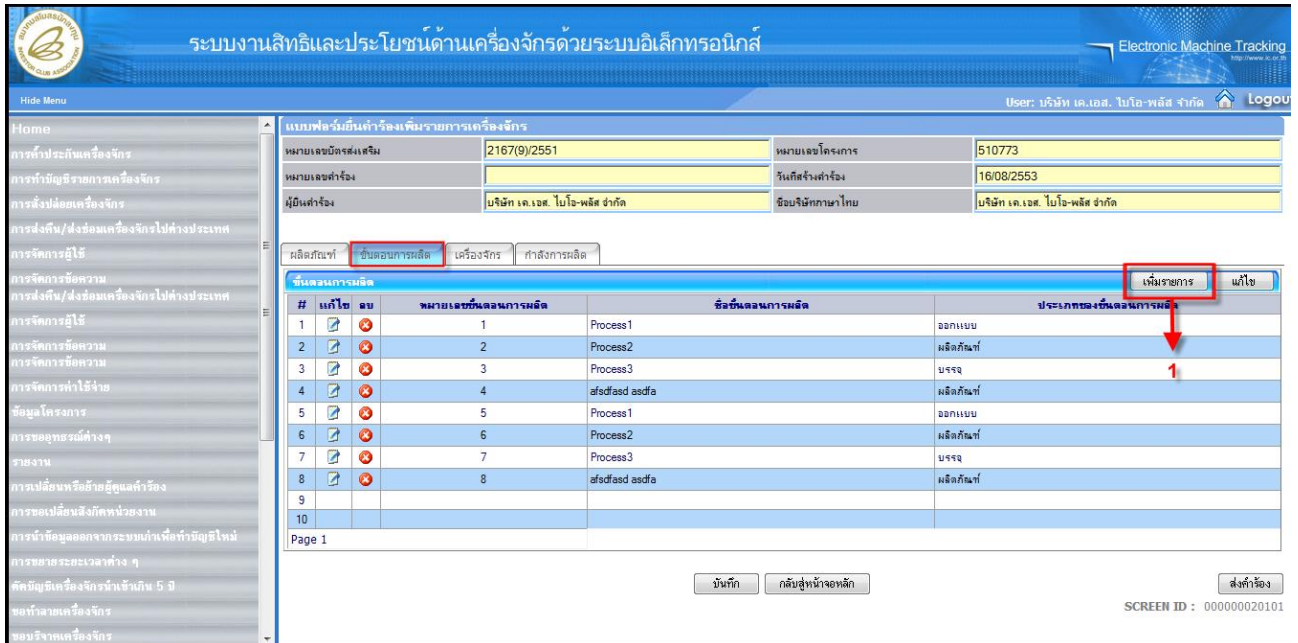 ระบบงานสิทธิและประโยชน์ด้านเครื่องจักรด้วยระบบอิเล็กทรอนิกส์
Electronic Machine Tracking
http://www.ic.or.th
INVESTOR CLUB ASSOCIATION
Hide Menu
User: บริษัท เค.เอส. ไบโอ-พลัส จำกัด Logou
Home
การค้ำประกันเครื่องจักร
การทำบัญชีรายการเครื่องจักร
การสั่งปล่อยเครื่องจักร
การส่งคืน/ส่งซ่อมเครื่องจักรไปต่างประเทศ
การจัดการผู้ใช้
การจัดการข้อความ
การส่งคืน/ส่งซ่อมเครื่องจักรไปต่างประเทศ
การจัดการผู้ใช้
การจัดการข้อความ
การจัดการข้อความ
การจัดการค่าใช้จ่าย
ข้อมูลโครงการ
การขออุทธรณ์ต่างๆ
รายงาน
การเปลี่ยนหรือย้ายผู้ดูแลคำร้อง
การขอเปลี่ยนสังกัดหน่วยงาน
การนำข้อมูลออกจากระบบเก่าเพื่อทำบัญชีใหม่
การขยายระยะเวลาต่าง ๆ
ตัดบัญชีเครื่องจักรนำเข้าเกิน 5 ปี
ขอทำลายเครื่องจักร
ขอบริจาคเครื่องจักร
แบบฟอร์มยื่นคำร้องเพิ่มรายการเครื่องจักร
หมายเลขบัตรส่งเสริม 2167(9)/2551 หมายเลขโครงการ 510773
หมายเลขคำร้อง วันที่สร้างคำร้อง 16/08/2553
ผู้ยื่นคำร้อง บริษัท เค.เอส. ไบโอ-พลัส จำกัด ชื่อบริษัทภาษาไทย บริษัท เค.เอส. ไบโอ-พลัส จำกัด
ผลิตภัณฑ์ ขั้นตอนการผลิต เครื่องจักร กำลังการผลิต
ขั้นตอนการผลิต เพิ่มรายการ แก้ไข
# แก้ไข ลบ หมายเลขขั้นตอนการผลิต ชื่อขั้นตอนการผลิต ประเภทของขั้นตอนการผลิต
1 1 Process1 ออกแบบ
2 2 Process2 ผลิตภัณฑ์
3 3 Process3 บรรจุ 1
4 4 afsdfasd asdfa ผลิตภัณฑ์
5 5 Process1 ออกแบบ
6 6 Process2 ผลิตภัณฑ์
7 7 Process3 บรรจุ
8 8 afsdfasd asdfa ผลิตภัณฑ์
9
10
Page 1
บันทึก กลับสู่หน้าจอหลัก ส่งคำร้อง
SCREEN ID : 000000020101